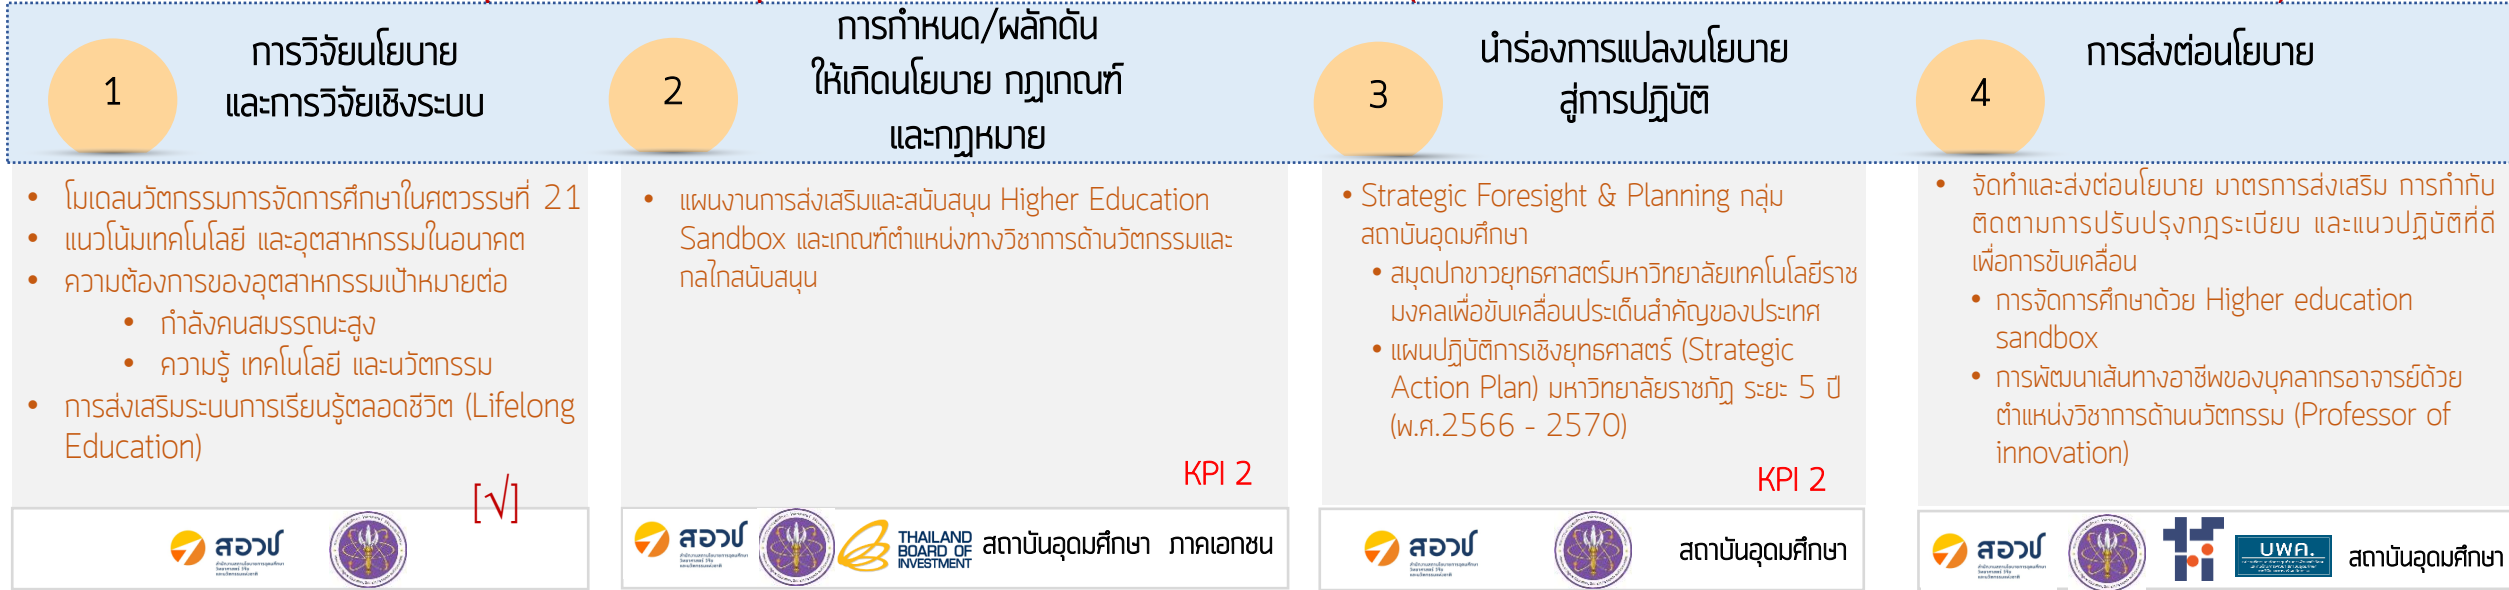 1
การวิจัยนโยบาย
และการวิจัยเชิงระบบ
2
การกำหนด/ผลักดัน
ให้เกิดนโยบาย กฎเกณฑ์
และกฎหมาย
3
นำร่องการแปลงนโยบาย
สู่การปฏิบัติ
4
การส่งต่อนโยบาย
• โมเดลนวัตกรรมการจัดการศึกษาในศตวรรษที่ 21
• แนวโน้มเทคโนโลยี และอุตสาหกรรมในอนาคต
• ความต้องการของอุตสาหกรรมเป้าหมายต่อ
• กำลังคนสมรรถนะสูง
• ความรู้ เทคโนโลยี และนวัตกรรม
• การส่งเสริมระบบการเรียนรู้ตลอดชีวิต (Lifelong
Education)
[√]
สอวช
• แผนงานการส่งเสริมและสนับสนุน Higher Education
Sandbox และเกณฑ์ตำแหน่งทางวิชาการด้านวัตกรรมและ
กลไกสนับสนุน
KPI 2
สอวช
THAILAND
BOARD OF
INVESTMENT
สถาบันอุดมศึกษา ภาคเอกชน
• Strategic Foresight & Planning กลุ่ม
สถาบันอุดมศึกษา
• สมุดปกขาวยุทธศาสตร์มหาวิทยาลัยเทคโนโลยีราช
มงคลเพื่อขับเคลื่อนประเด็นสำคัญของประเทศ
• แผนปฏิบัติการเชิงยุทธศาสตร์ (Strategic
Action Plan) มหาวิทยาลัยราชภัฏ ระยะ 5 ปี
(พ.ศ.2566 - 2570)
KPI 2
สอวช
สถาบันอุดมศึกษา
• จัดทำและส่งต่อนโยบาย มาตรการส่งเสริม การกำกับ
ติดตามการปรับปรุงกฎระเบียบ และแนวปฏิบัติที่ดี
เพื่อการขับเคลื่อน
• การจัดการศึกษาด้วย Higher education
sandbox
• การพัฒนาเส้นทางอาชีพของบุคลากรอาจารย์ด้วย
ตำแหน่งวิชาการด้านนวัตกรรม (Professor of
innovation)
สอวช
บพค.
สถาบันอุดมศึกษา